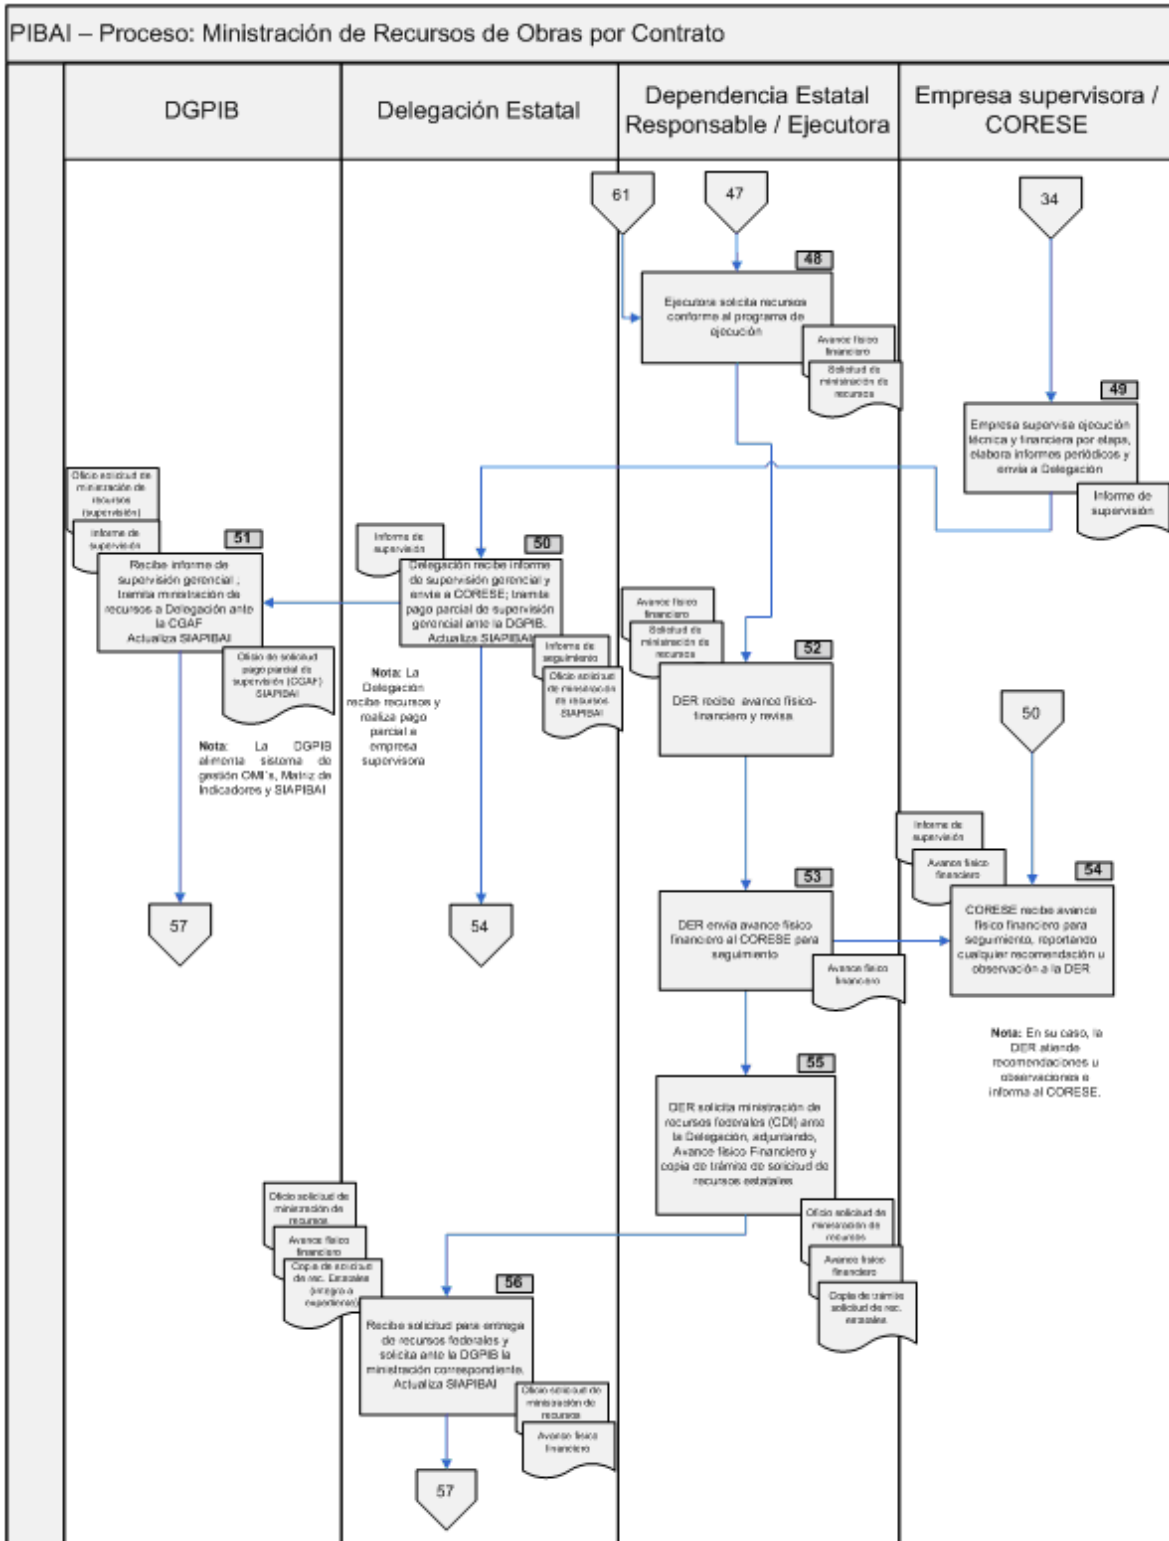 PIBAI – Proceso: Ministración de Recursos de Obras por Contrato
DGPIB
Delegación Estatal
Dependencia Estatal
Responsable / Ejecutora
Empresa supervisora /
CORESE
61
47
34
48
Ejecutora solicita recursos
conforme al programa de
ejecución
Avance físico
financiero
Solicitud de
ministración de
recursos
49
Empresa supervisa ejecución
técnica y financiera por etapa,
elabora informes periódicos y
envía a Delegación
Informe de
supervisión
Oficio solicitud de
ministración de
recursos
(supervisión)
Informe de
supervisión
51
Recibe informe de
supervisión gerencial ;
tramita ministración de
recursos a Delegación ante
la CGAF
Actualiza SIAPIBAI
Oficio de solicitud
pago parcial de
supervisión (CGAF)
SIAPIBAI
Nota: La DGPIB
alimenta sistema de
gestión OMI´s, Matriz de
Indicadores y SIAPIBAI
57
Informe de
supervisión
50
Delegación recibe informe
de supervisión gerencial y
envía a CORESE; tramita
pago parcial de supervisión
gerencial ante la DGPIB.
Actualiza SIAPIBAI
Informe de
seguimiento
Oficio solicitud
de ministración
de recursos
SIAPIBAI
Nota: La
Delegación
recibe recursos y
realiza pago
parcial a
empresa
supervisora
54
Avance físico
financiero
Solicitud de
ministración de
recursos
52
DER recibe avance físico-
financiero y revisa.
50
53
DER envía avance físico
financiero al CORESE para
seguimiento
Avance físico
financiero
Informe de
supervisión
Avance físico
financiero
54
CORESE recibe avance
físico financiero para
seguimiento, reportando
cualquier recomendación u
observación a la DER
Nota: En su caso, la
DER atiende
recomendaciones u
observaciones e
informa al CORESE.
55
DER solicita ministración de
recursos federales (CDI) ante
la Delegación, adjuntando,
Avance físico Financiero y
copia de trámite de solicitud de
recursos estatales
Oficio solicitud de
ministración de
recursos
Avance físico
financiero
Copia de trámite
solicitud de rec.
estatales
Oficio solicitud de
ministración de
recursos
Avance físico
financiero
Copia de solicitud
de rec. Estatales
(integra a
expediente)
56
Recibe solicitud para entrega
de recursos federales y
solicita ante la DGPIB la
ministración correspondiente.
Actualiza SIAPIBAI
Oficio solicitud de
ministración de
recursos
Avance físico
financiero
57